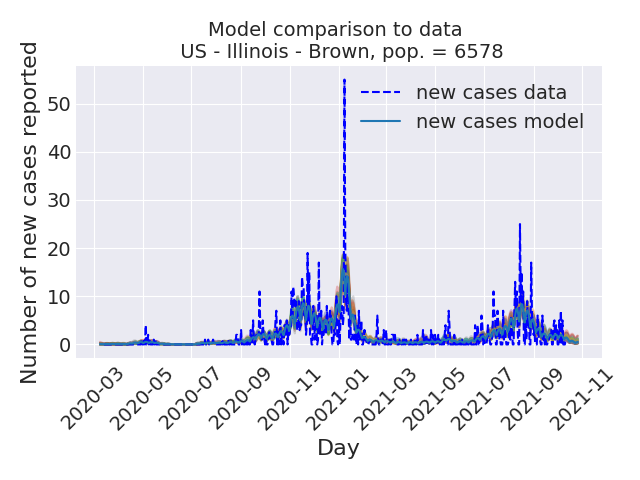 Model comparison to data
US - Illinois - Brown, pop. = 6578
Number of new cases reported
50
40
30
20
10
0
new cases data
new cases model
2020-03
2020-05
2020-07
2020-09
2020-11
2021-01
2021-03
2021-05
2021-07
2021-09
2021-11
Day